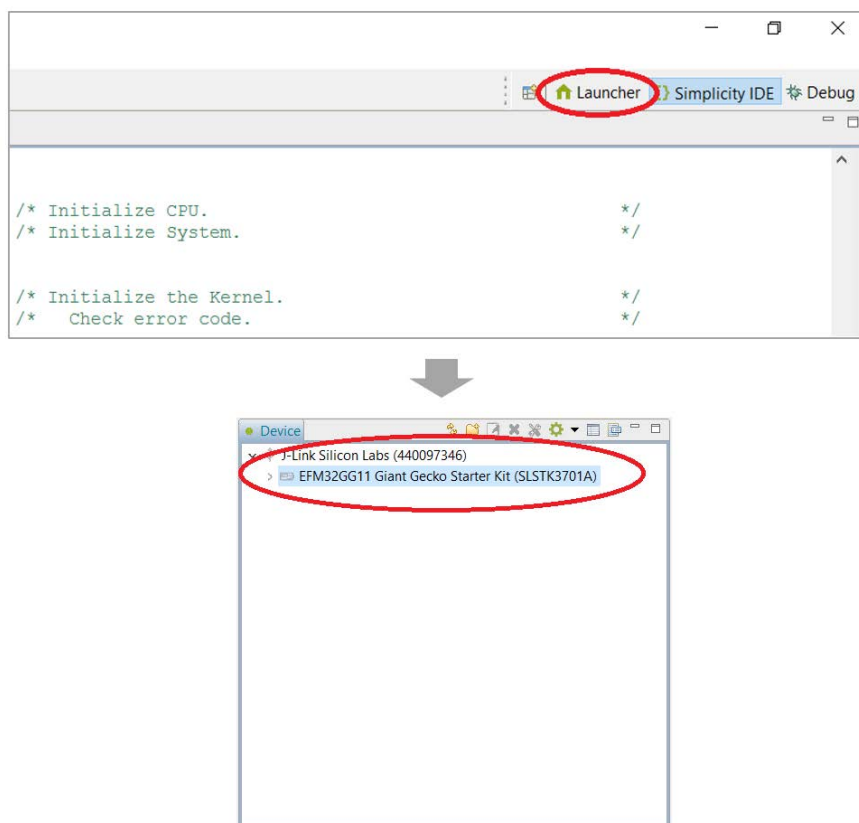 Launcher {} Simplicity IDE Debug
/* Initialize CPU. */
/* Initialize System. */
/* Initialize the Kernel. */
/* Check error code. */
Device
J-Link Silicon Labs (440097346)
EFM32GG11 Giant Gecko Starter Kit (SLSTK3701A)